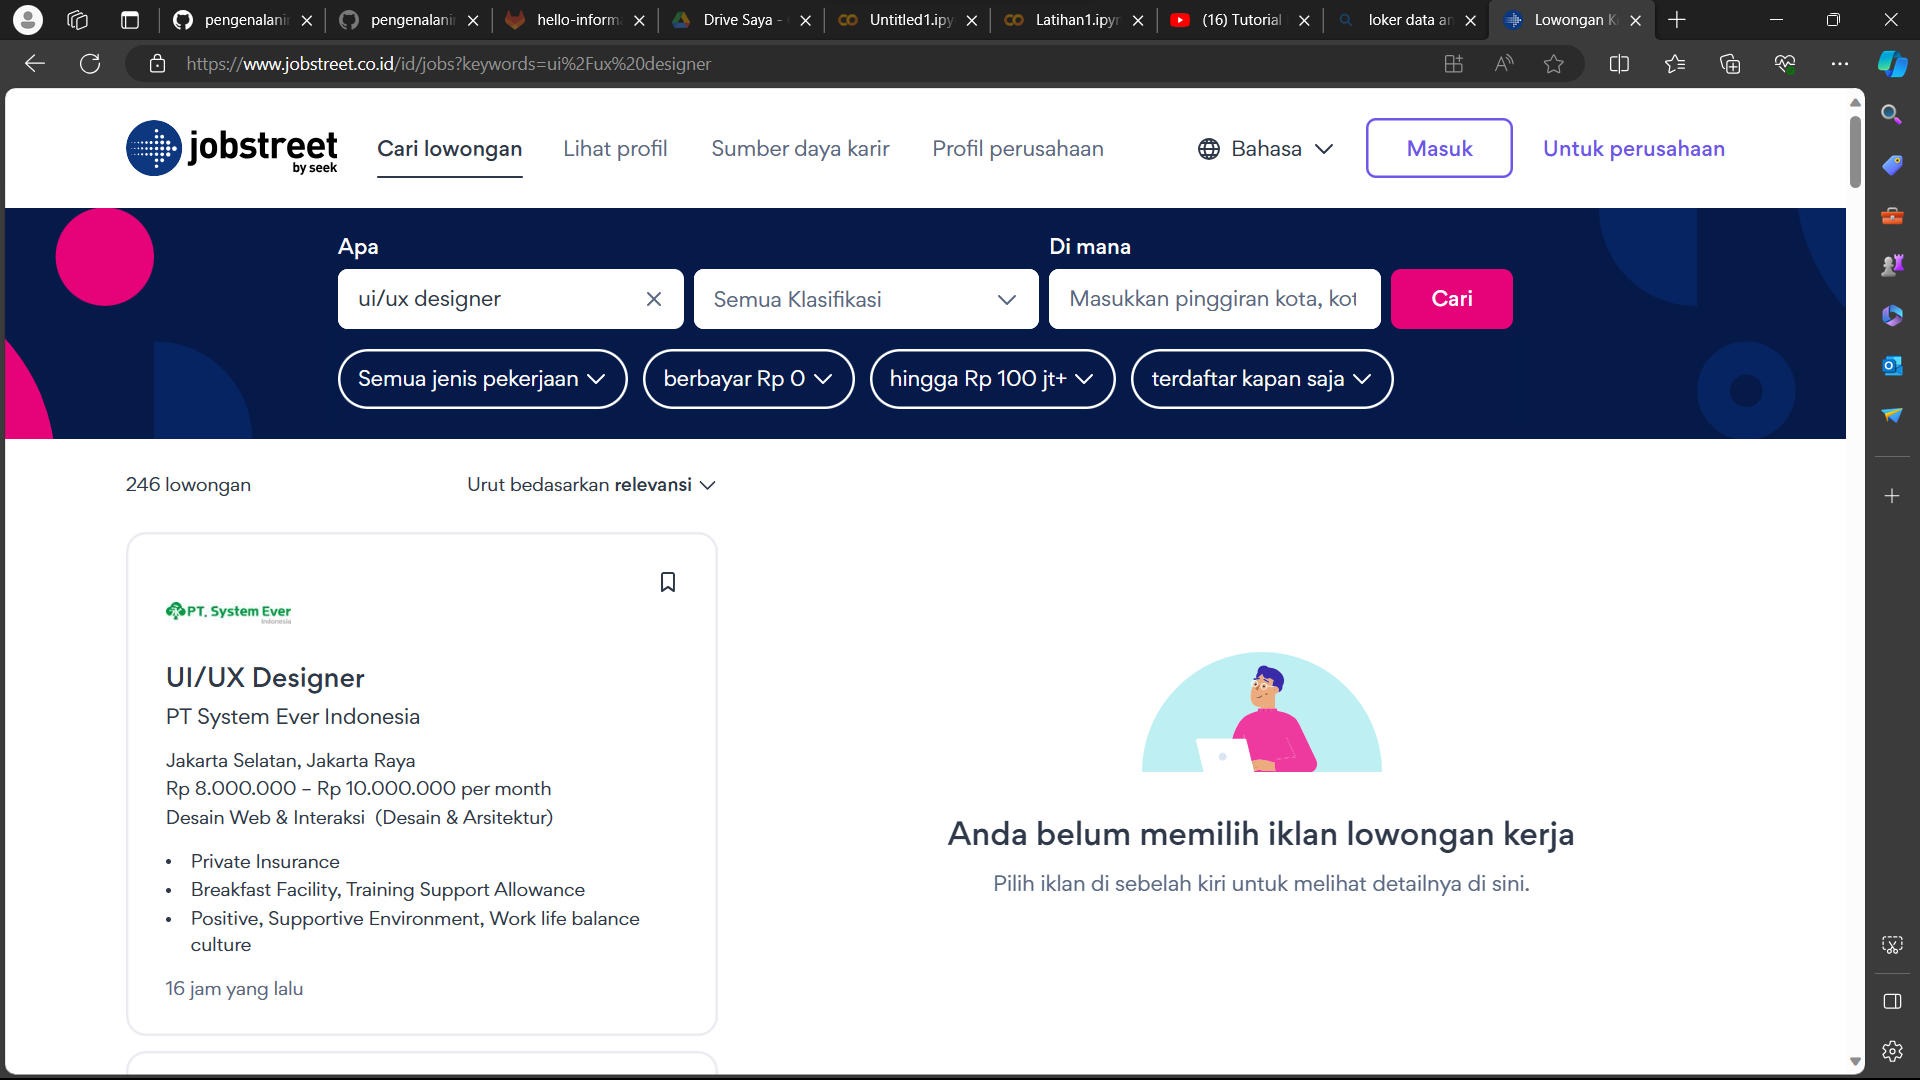 pengenalanin
pengenalanin
hello-informa
Drive Saya -
Untitled1.ipy
Latihan1.ipyn
(16) Tutorial
loker data an
Lowongan K
https://www.jobstreet.co.id/id/jobs?keywords=ui%2Fux%20designer
jobstreet
by seek
Cari lowongan
Lihat profil
Sumber daya karir
Profil perusahaan
Bahasa
Masuk
Untuk perusahaan
Apa
Di mana
ui/ux designer
Semua Klasifikasi
Masukkan pinggiran kota, kot
Cari
Semua jenis pekerjaan
berbayar Rp 0
hingga Rp 100 jt+
terdaftar kapan saja
246 lowongan
Urut bedasarkan relevansi
PT. System Ever
Indonesia
UI/UX Designer
PT System Ever Indonesia
Jakarta Selatan, Jakarta Raya
Rp 8.000.000 – Rp 10.000.000 per month
Desain Web & Interaksi (Desain & Arsitektur)
• Private Insurance
• Breakfast Facility, Training Support Allowance
• Positive, Supportive Environment, Work life balance
culture
16 jam yang lalu
Anda belum memilih iklan lowongan kerja
Pilih iklan di sebelah kiri untuk melihat detailnya di sini.